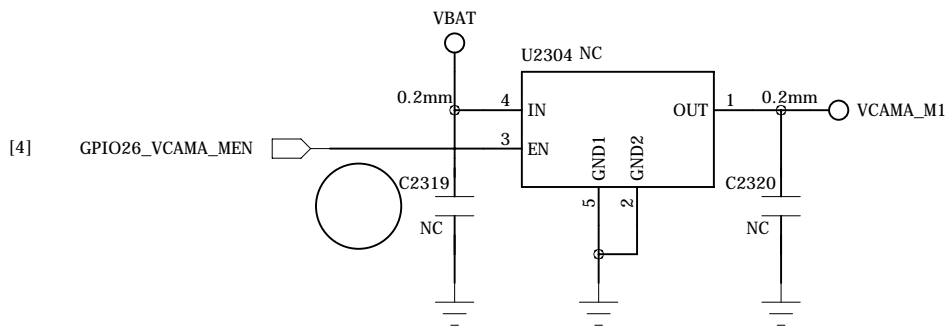 VBAT
U2304 NC
0.2mm
4
IN
OUT
1
0.2mm
VCAMA_M1
[4]
GPIO26_VCAMA_MEN
3
EN
GND1
GND2
C2319
NC
5
2
C2320
NC